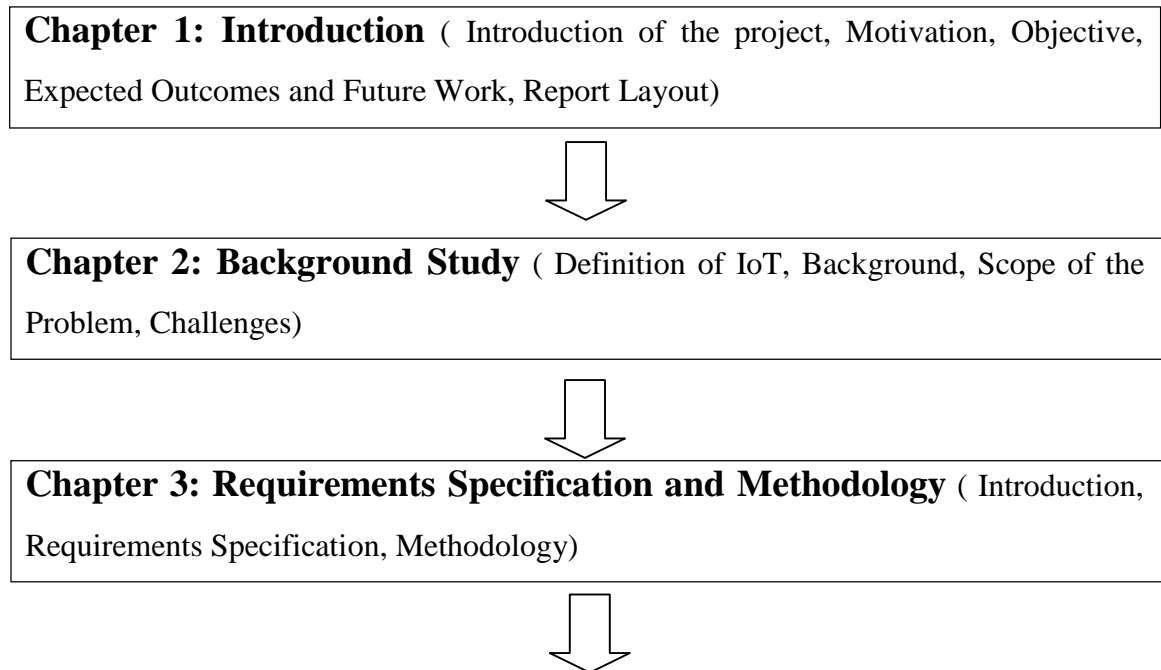 Chapter 1: Introduction ( Introduction of the project, Motivation, Objective,
Expected Outcomes and Future Work, Report Layout)
Chapter 2: Background Study ( Definition of IoT, Background, Scope of the
Problem, Challenges)
Chapter 3: Requirements Specification and Methodology ( Introduction,
Requirements Specification, Methodology)